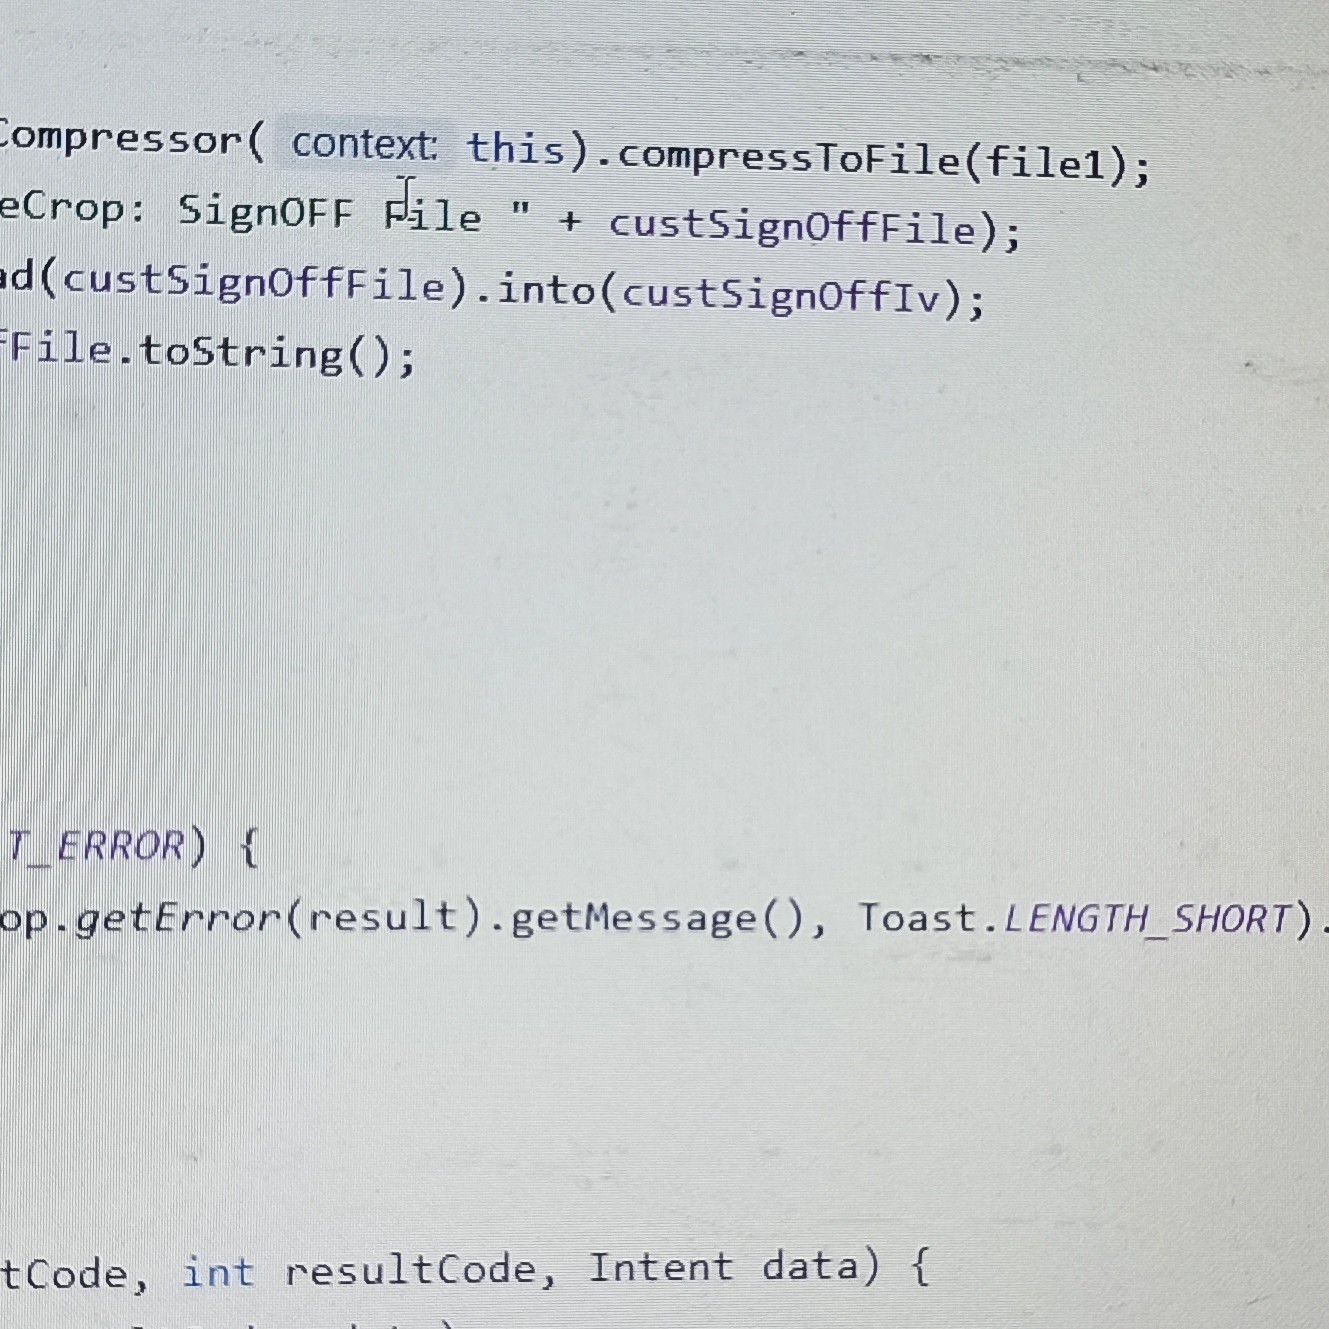 Compressor( context: this).compressToFile(file1);
eCrop: SignOFF File " + custSignOffFile);
ad(custSignOffFile).into(custSignOffIv);
fFile.toString();
T_ERROR) {
op.getError(result).getMessage(), Toast.LENGTH_SHORT).
tCode, int resultCode, Intent data) {